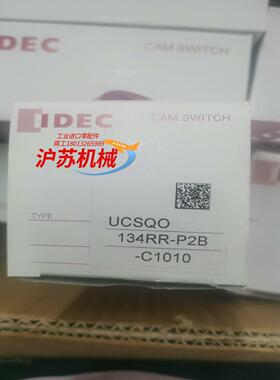 IDEC
CAM SWITCH
IDEC
CAM SWITCH
工业进口零配件
蒋工18013265989
沪苏机械
TYPE
UCSQO
134RR-P2B
-C1010